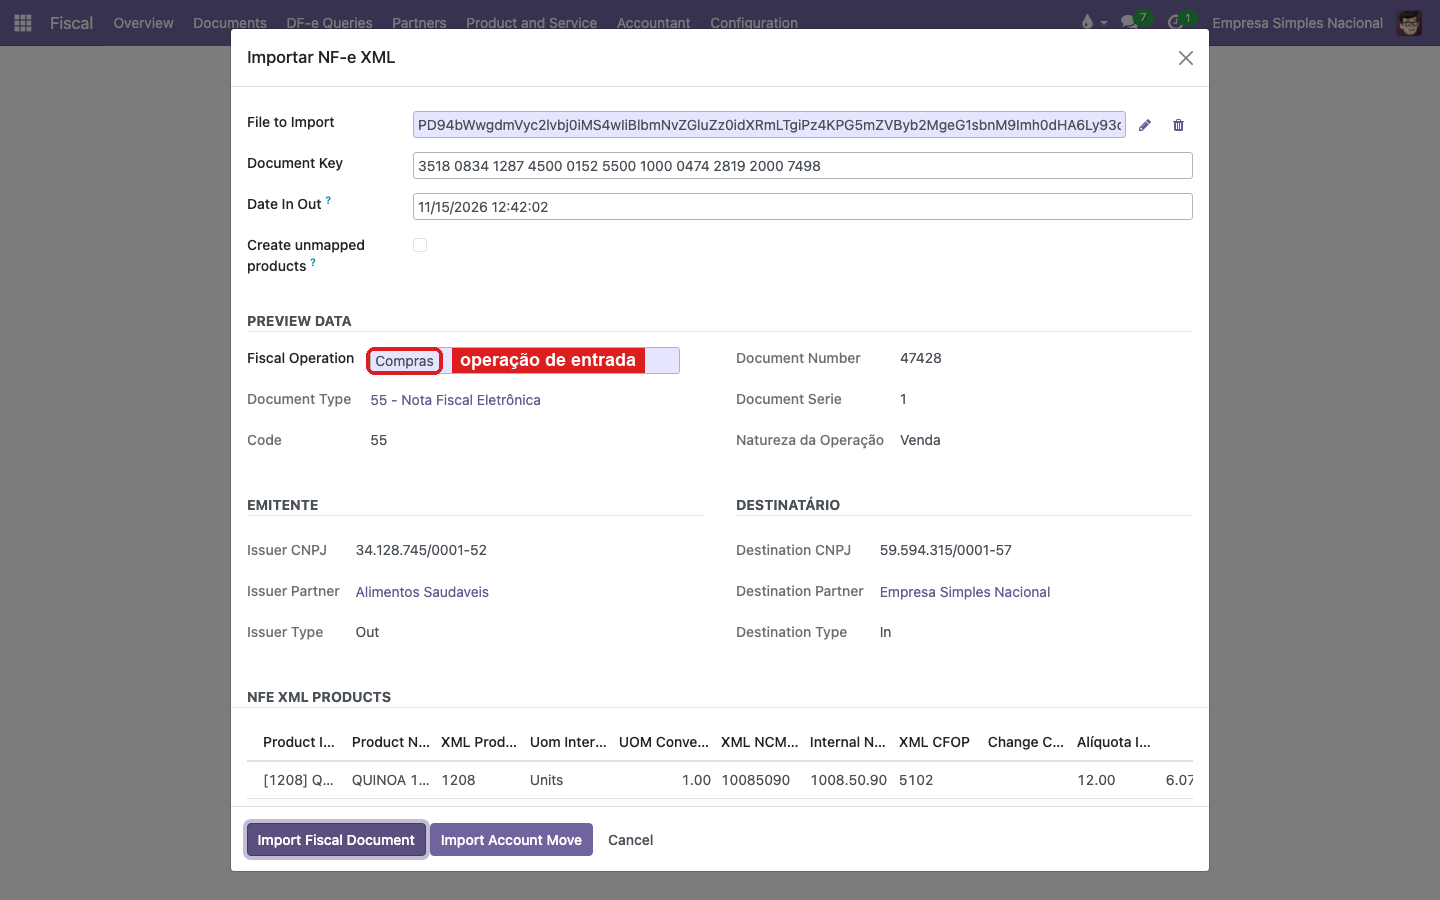 Fiscal Overview Documents DF-e Queries Partners Product and Service Accountant Configuration 7 1 Empresa Simples Nacional
Importar NF-e XML
File to Import
Document Key 3518 0834 1287 4500 0152 5500 1000 0474 2819 2000 7498
Date In Out ? 11/15/2026 12:42:02
Create unmapped
products ?
PREVIEW DATA
Fiscal Operation Compras operação de entrada Document Number 47428
Document Type 55 - Nota Fiscal Eletrônica Document Serie 1
Code 55 Natureza da Operação Venda
EMITENTE DESTINATÁRIO
Issuer CNPJ 34.128.745/0001-52 Destination CNPJ 59.594.315/0001-57
Issuer Partner Alimentos Saudaveis Destination Partner Empresa Simples Nacional
Issuer Type Out Destination Type In
NFE XML PRODUCTS
Product I... Product N... XML Prod... Uom Inter... UOM Conve... XML NCM... Internal N... XML CFOP Change C... Alíquota I...
[1208] Q... QUINOA 1... 1208 Units 1.00 10085090 1008.50.90 5102 12.00 6.07
Import Fiscal Document Import Account Move Cancel